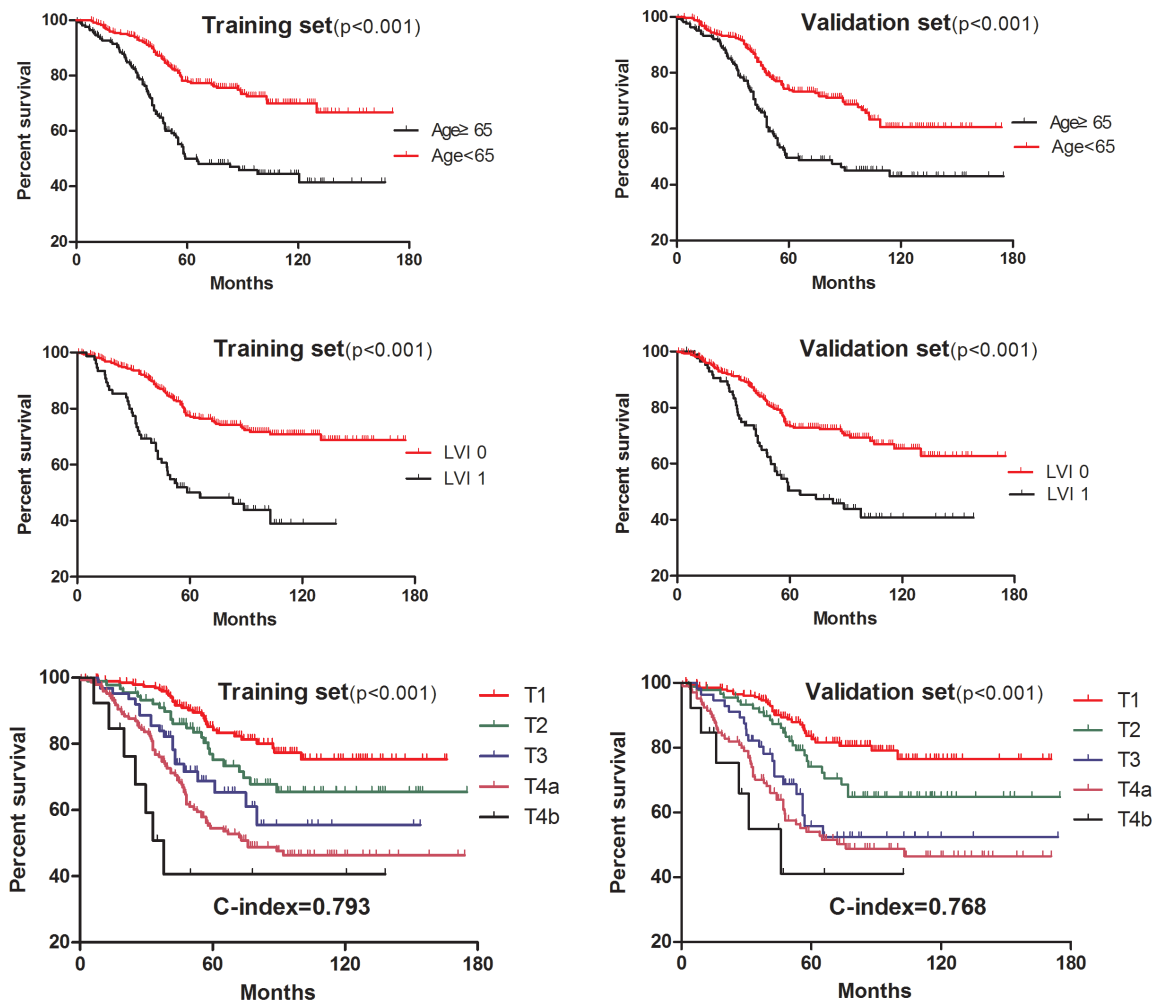 Training set(p<0.001)
Percent survival
100
80
60
40
20
0
60
120
180
Months
Age≥ 65
Age<65
Validation set(p<0.001)
Percent survival
100
80
60
40
20
0
60
120
180
Months
Age≥ 65
Age<65
Training set(p<0.001)
Percent survival
100
80
60
40
20
0
60
120
180
Months
LVI 0
LVI 1
Validation set(p<0.001)
Percent survival
100
80
60
40
20
0
60
120
180
Months
LVI 0
LVI 1
Training set(p<0.001)
Percent survival
100
80
60
40
20
0
60
120
180
Months
T1
T2
T3
T4a
T4b
C-index=0.793
Validation set(p<0.001)
Percent survival
100
80
60
40
20
0
60
120
180
Months
T1
T2
T3
T4a
T4b
C-index=0.768